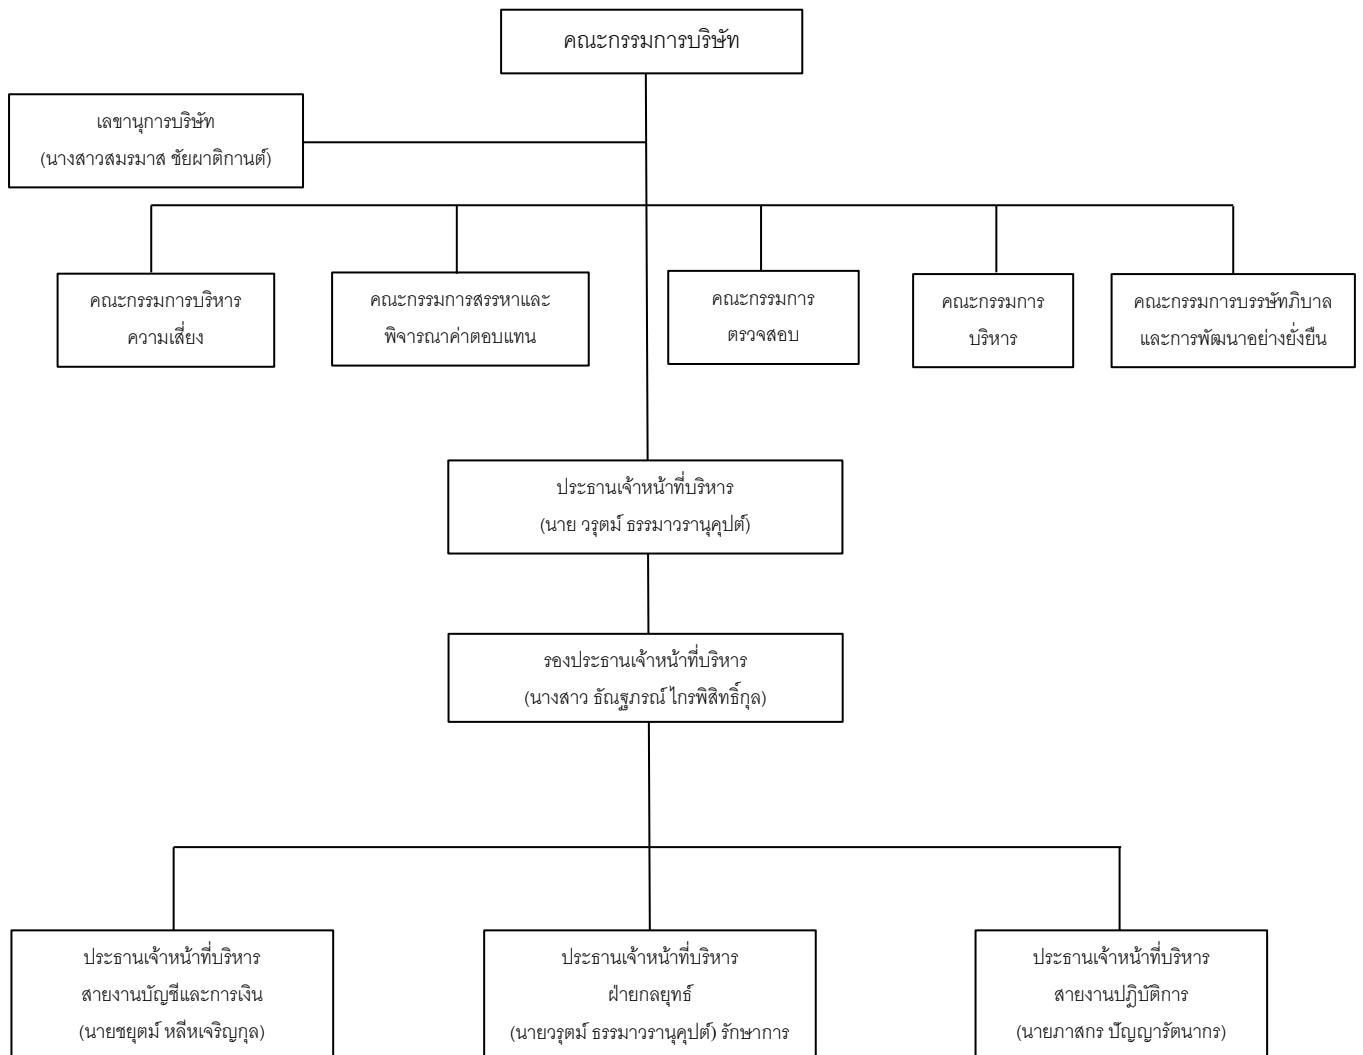 คณะกรรมการบริษัท
เลขานุการบริษัท
(นางสาวสมรมาส ชัยผาติกานต์)
คณะกรรมการบริหาร
ความเสี่ยง
คณะกรรมการสรรหาและ
พิจารณาค่าตอบแทน
คณะกรรมการ
ตรวจสอบ
คณะกรรมการ
บริหาร
คณะกรรมการบรรษัทภิบาล
และการพัฒนาอย่างยั่งยืน
ประธานเจ้าหน้าที่บริหาร
(นาย วรุตม์ ธรรมาวรานุคุปต์)
รองประธานเจ้าหน้าที่บริหาร
(นางสาว ธัณฐภรณ์ ไกรพิสิทธิ์กุล)
ประธานเจ้าหน้าที่บริหาร
สายงานบัญชีและการเงิน
(นายชยุตม์ หลีหเจริญกุล)
ประธานเจ้าหน้าที่บริหาร
ฝ่ายกลยุทธ์
(นายวรุตม์ ธรรมาวรานุคุปต์) รักษาการ
ประธานเจ้าหน้าที่บริหาร
สายงานปฏิบัติการ
(นายภาสกร ปัญญารัตนากร)